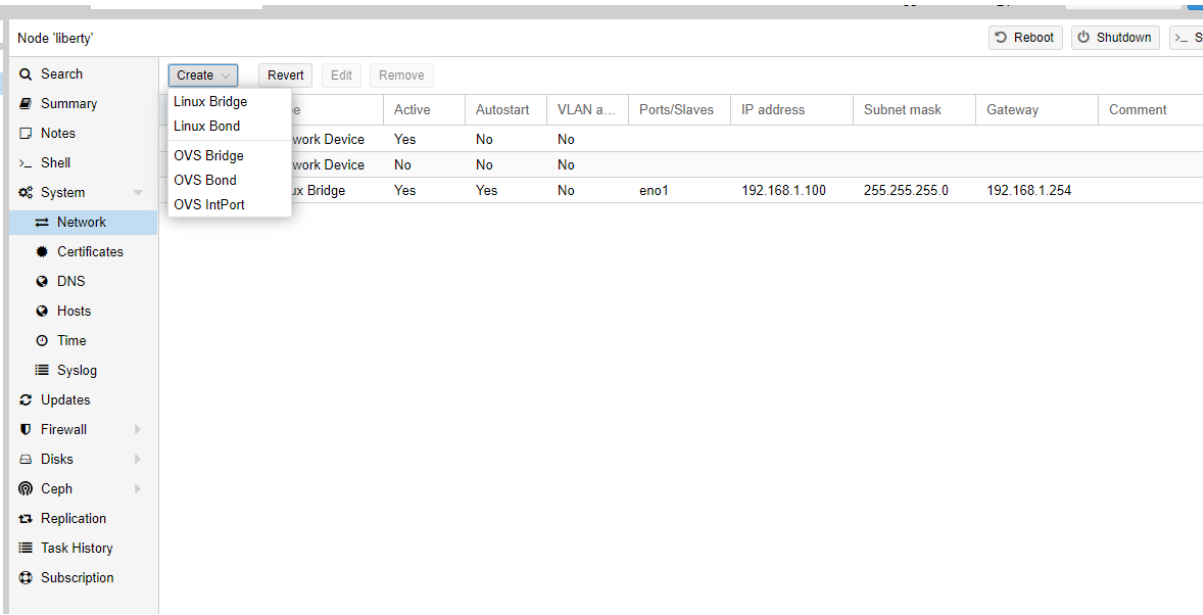 Node 'liberty'
Reboot
Shutdown
Search
Summary
Notes
Shell
System
Network
Certificates
DNS
Hosts
Time
Syslog
Updates
Firewall
Disks
Ceph
Replication
Task History
Subscription
Create Revert Edit Remove
Linux Bridge
Linux Bond
OVS Bridge
OVS Bond
OVS IntPort
Active Autostart VLAN a... Ports/Slaves IP address Subnet mask Gateway Comment
work Device Yes No No
work Device No No No
ux Bridge Yes Yes No eno1 192.168.1.100 255.255.255.0 192.168.1.254